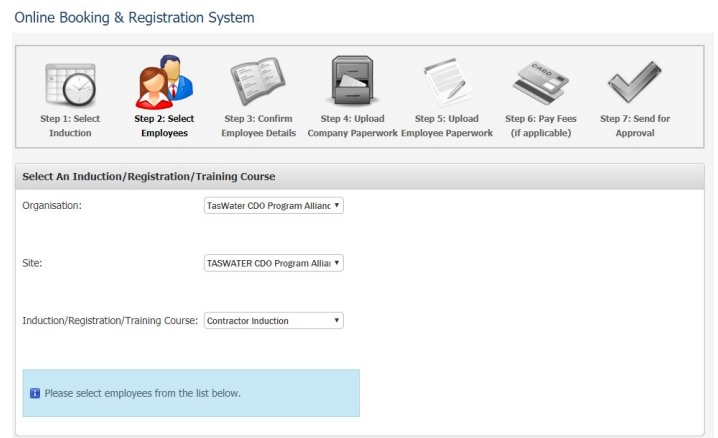 Online Booking & Registration System
Step 1: Select
Induction
Step 2: Select
Employees
Step 3: Confirm
Employee Details
Step 4: Upload
Company Paperwork
Step 5: Upload
Employee Paperwork
Step 6: Pay Fees
(if applicable)
Step 7: Send for
Approval
Select An Induction/Registration/Training Course
Organisation:
TasWater CDO Program Allianc
Site:
TASWATER CDO Program Allia
Induction/Registration/Training Course:
Contractor Induction
Please select employees from the list below.